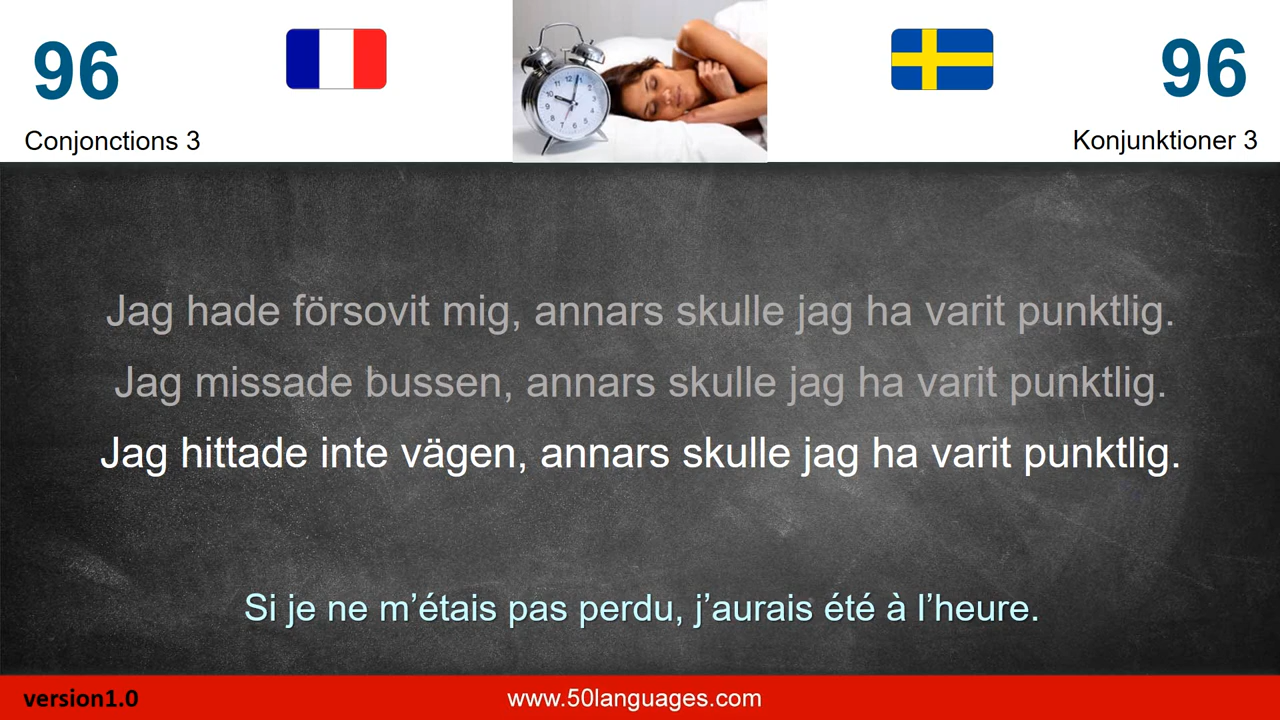 96
96
Conjonctions 3
Konjunktioner 3
Jag hade försovit mig, annars skulle jag ha varit punktlig.
Jag missade bussen, annars skulle jag ha varit punktlig.
Jag hittade inte vägen, annars skulle jag ha varit punktlig.
Si je ne m’étais pas perdu, j’aurais été à l’heure.
version1.0
www.50languages.com